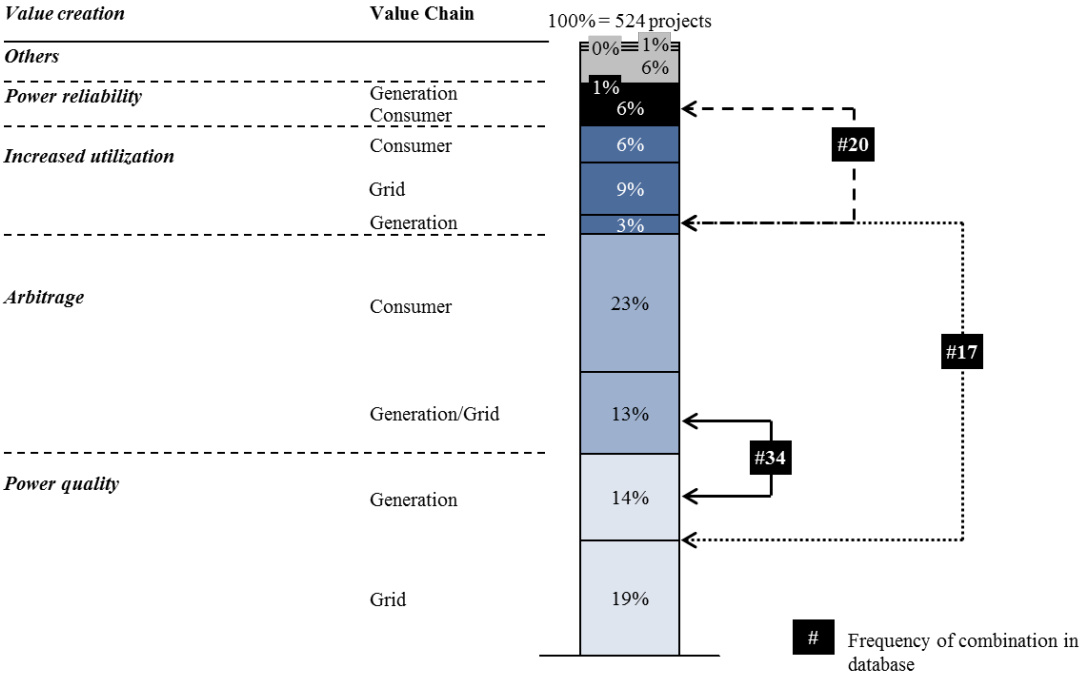 Value creation
Value Chain
100% = 524 projects
Others
0%
1%
6%
Power reliability
Generation
1%
Consumer
6%
Increased utilization
Consumer
6%
#20
Grid
9%
Generation
3%
Arbitrage
Consumer
23%
#17
Generation/Grid
13%
#34
Power quality
Generation
14%
Grid
19%
# Frequency of combination in
database